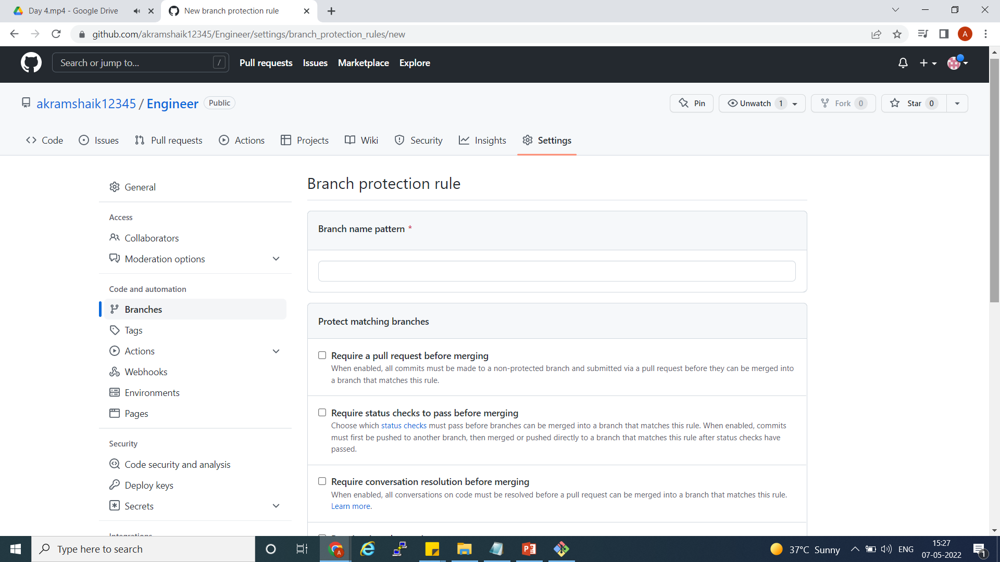 Day 4.mp4 - Google Drive
New branch protection rule
github.com/akramshaik12345/Engineer/settings/branch_protection_rules/new
A
Search or jump to...
/
Pull requests
Issues
Marketplace
Explore
akramshaik12345 / Engineer
Public
Pin
Unwatch 1
Fork 0
Star 0
Code
Issues
Pull requests
Actions
Projects
Wiki
Security
Insights
Settings
General
Access
Collaborators
Moderation options
Code and automation
Branches
Tags
Actions
Webhooks
Environments
Pages
Security
Code security and analysis
Deploy keys
Secrets
Integrations
Branch protection rule
Branch name pattern *
Protect matching branches
Require a pull request before merging
When enabled, all commits must be made to a non-protected branch and submitted via a pull request before they can be merged into
a branch that matches this rule.
Require status checks to pass before merging
Choose which status checks must pass before branches can be merged into a branch that matches this rule. When enabled, commits
must first be pushed to another branch, then merged or pushed directly to a branch that matches this rule after status checks have
passed.
Require conversation resolution before merging
When enabled, all conversations on code must be resolved before a pull request can be merged into a branch that matches this rule.
Learn more.
Type here to search
37°C Sunny
ENG
15:27
07-05-2022
1